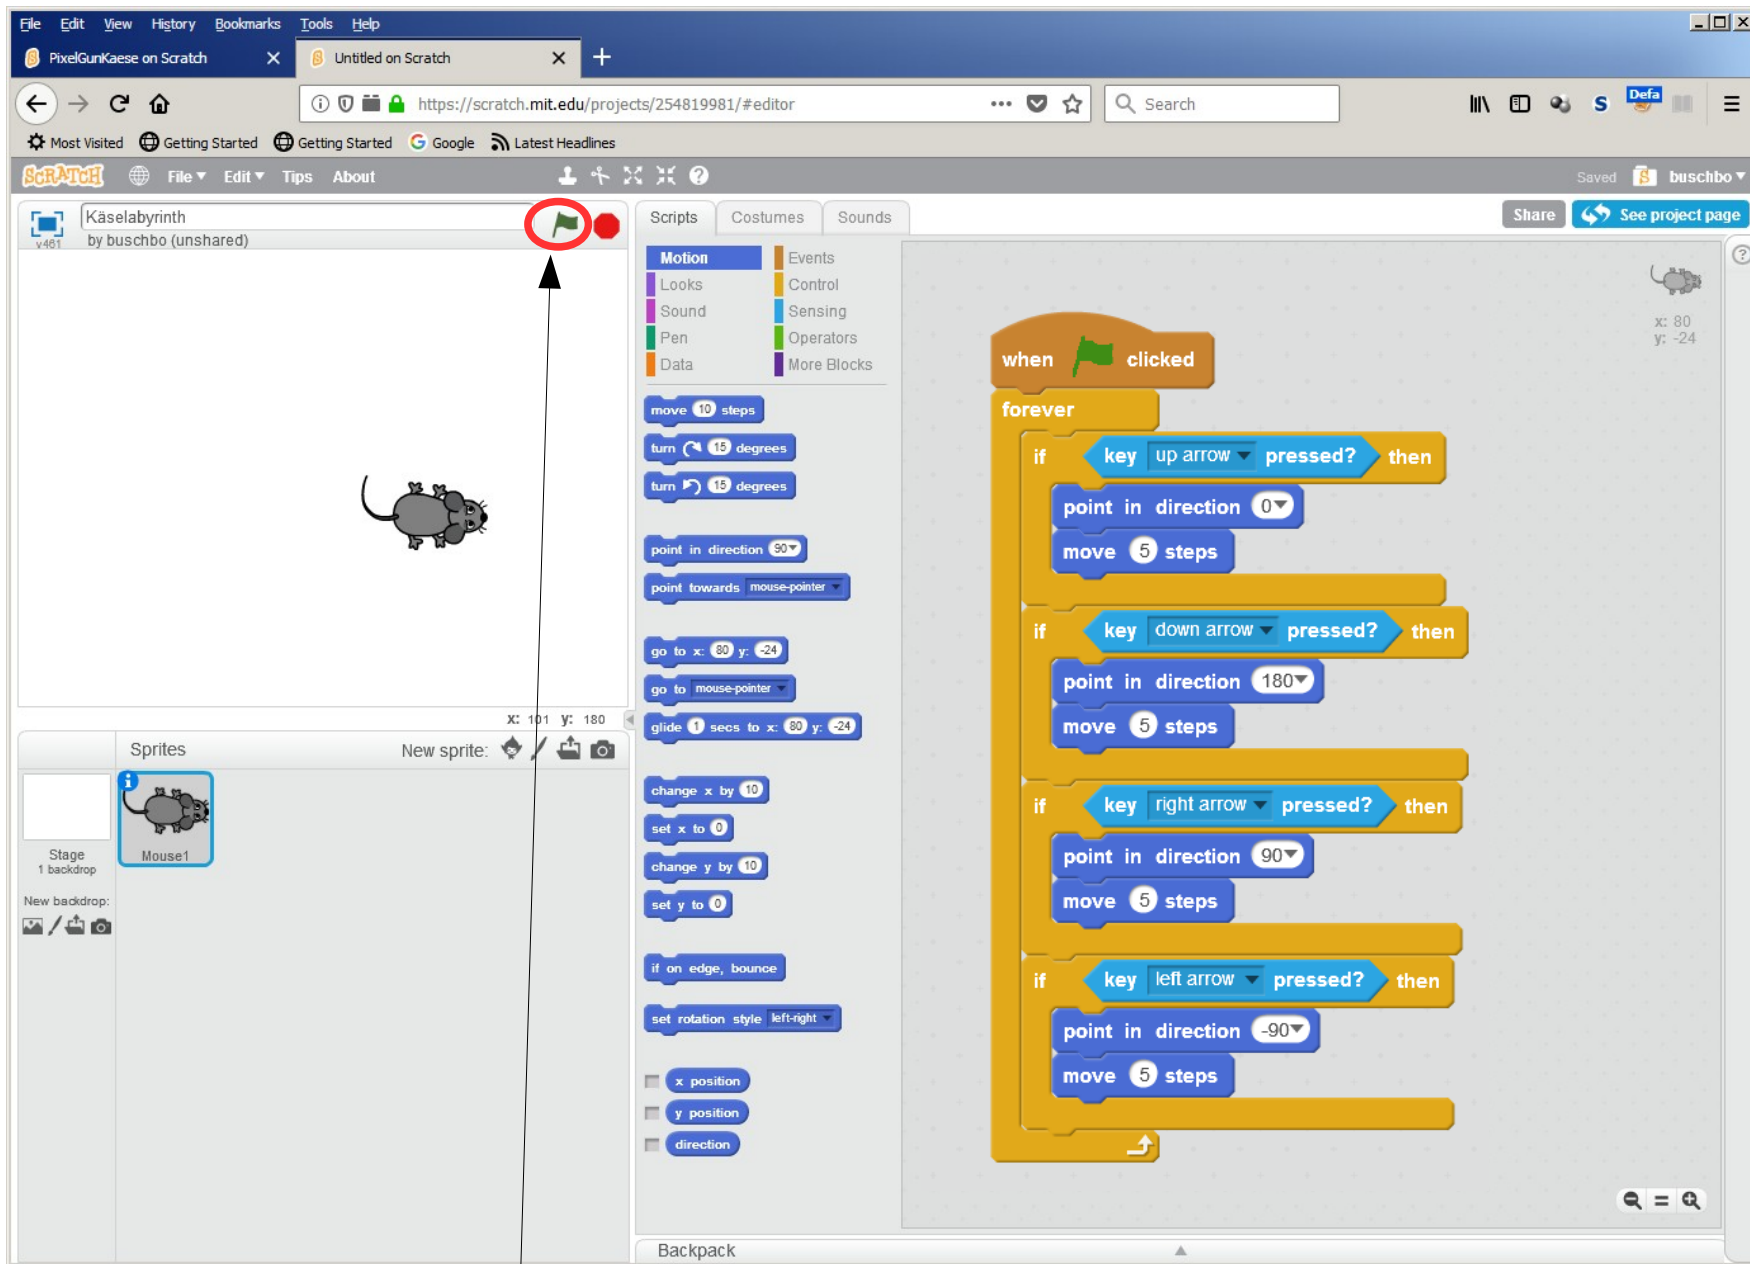 File Edit View History Bookmarks Tools Help
PixelGunKaese on Scratch
Untitled on Scratch
https://scratch.mit.edu/projects/254819981/#editor
Search
S
Defa
Most Visited Getting Started Getting Started Google Latest Headlines
SCRATCH File Edit Tips About
Saved buschbo
v461
Käselabyrinth
by buschbo (unshared)
Scripts Costumes Sounds
Share See project page
Motion Events
Looks Control
Sound Sensing
Pen Operators
Data More Blocks
move 10 steps
turn 15 degrees
turn 15 degrees
point in direction 90
point towards mouse-pointer
go to x: 80 y: -24
go to mouse-pointer
glide 1 secs to x: 80 y: -24
change x by 10
set x to 0
change y by 10
set y to 0
if on edge, bounce
set rotation style left-right
x position
y position
direction
x: 80
y: -24
when clicked
forever
if key up arrow pressed? then
point in direction 0
move 5 steps
if key down arrow pressed? then
point in direction 180
move 5 steps
if key right arrow pressed? then
point in direction 90
move 5 steps
if key left arrow pressed? then
point in direction -90
move 5 steps
X: 101 y: 180
Sprites New sprite:
Stage
1 backdrop
Mouse1
New backdrop:
Backpack